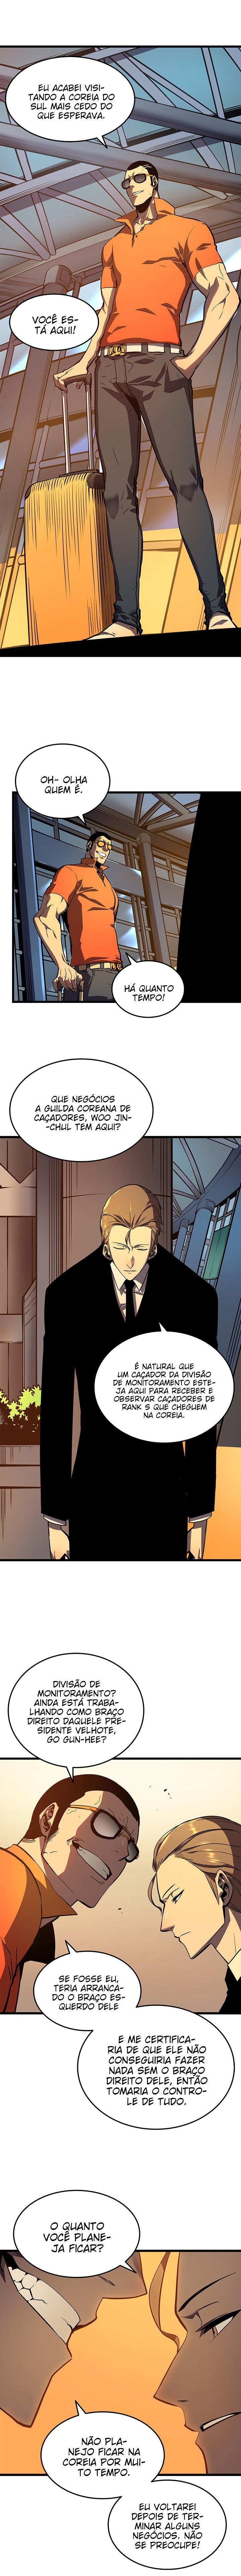 EU ACABEI VISI-
TANDO A COREIA DO
SUL MAIS CEDO DO
QUE ESPERAVA.
VOCÊ ES-
TÁ AQUI!
OH- OLHA
QUEM É.
HÁ QUANTO
TEMPO!
QUE NEGÓCIOS
A GUILDA COREANA DE
CAÇADORES, WOO JIN-
-CHUL TEM AQUI?
É NATURAL QUE
UM CAÇADOR DA DIVISÃO
DE MONITORAMENTO ESTE-
JA AQUI PARA RECEBER E
OBSERVAR CAÇADORES DE
RANK S QUE CHEGUEM
NA COREIA.
DIVISÃO DE
MONITORAMENTO?
AINDA ESTÁ TRABA-
LHANDO COMO BRAÇO
DIREITO DAQUELE PRE-
SIDENTE VELHOTE,
GO GUN-HEE?
SE FOSSE EU,
TERIA ARRANCA-
DO O BRAÇO ES-
QUERDO DELE
E ME CERTIFICA-
RIA DE QUE ELE NÃO
CONSEGUIRIA FAZER
NADA SEM O BRAÇO
DIREITO DELE, ENTÃO
TOMARIA O CONTRO-
LE DE TUDO.
O QUANTO
VOCÊ PLANE-
JA FICAR?
NÃO PLA-
NEJO FICAR NA
COREIA POR MUI-
TO TEMPO.
EU VOLTAREI
DEPOIS DE TER-
MINAR ALGUNS
NEGÓCIOS. NÃO
SE PREOCUPE!